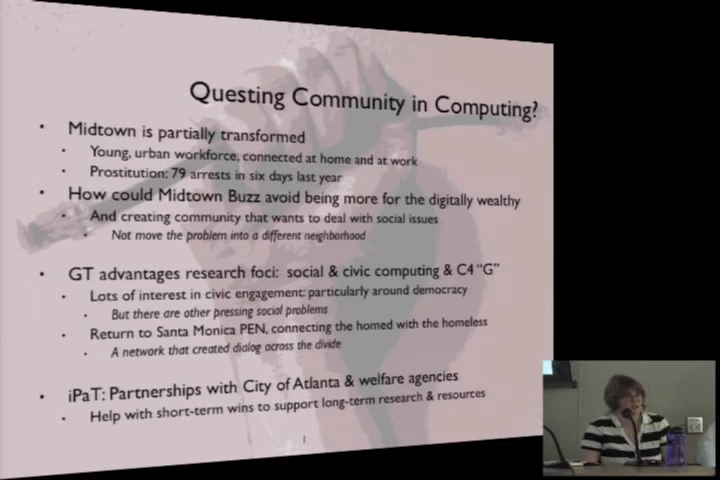 Questing Community in Computing?
• Midtown is partially transformed
• Young, urban workforce, connected at home and at work
• Prostitution: 79 arrests in six days last year
• How could Midtown Buzz avoid being more for the digitally wealthy
• And creating community that wants to deal with social issues
• Not move the problem into a different neighborhood
• GT advantages research foci: social & civic computing & C4 "G"
• Lots of interest in civic engagement: particularly around democracy
• But there are other pressing social problems
• Return to Santa Monica PEN, connecting the homed with the homeless
• A network that created dialog across the divide
• iPaT: Partnerships with City of Atlanta & welfare agencies
• Help with short-term wins to support long-term research & resources